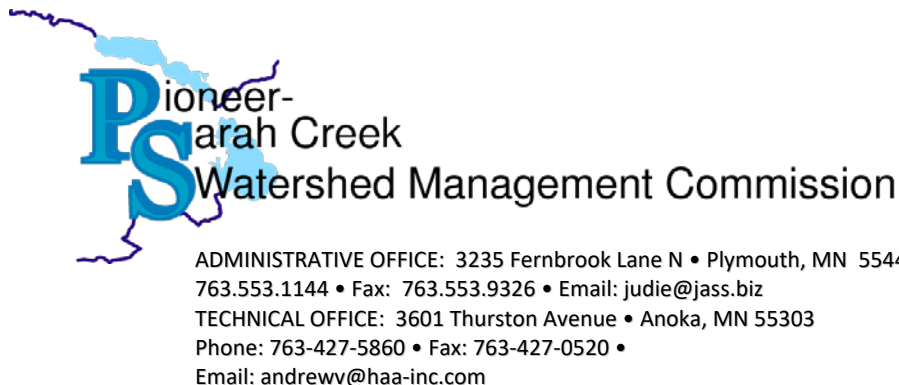 Pioneer-
Sarah Creek
Watershed Management Commission
ADMINISTRATIVE OFFICE: 3235 Fernbrook Lane N • Plymouth, MN 5544
763.553.1144 • Fax: 763.553.9326 • Email: judie@jass.biz
TECHNICAL OFFICE: 3601 Thurston Avenue • Anoka, MN 55303
Phone: 763-427-5860 • Fax: 763-427-0520 •
Email: andrewv@haa-inc.com